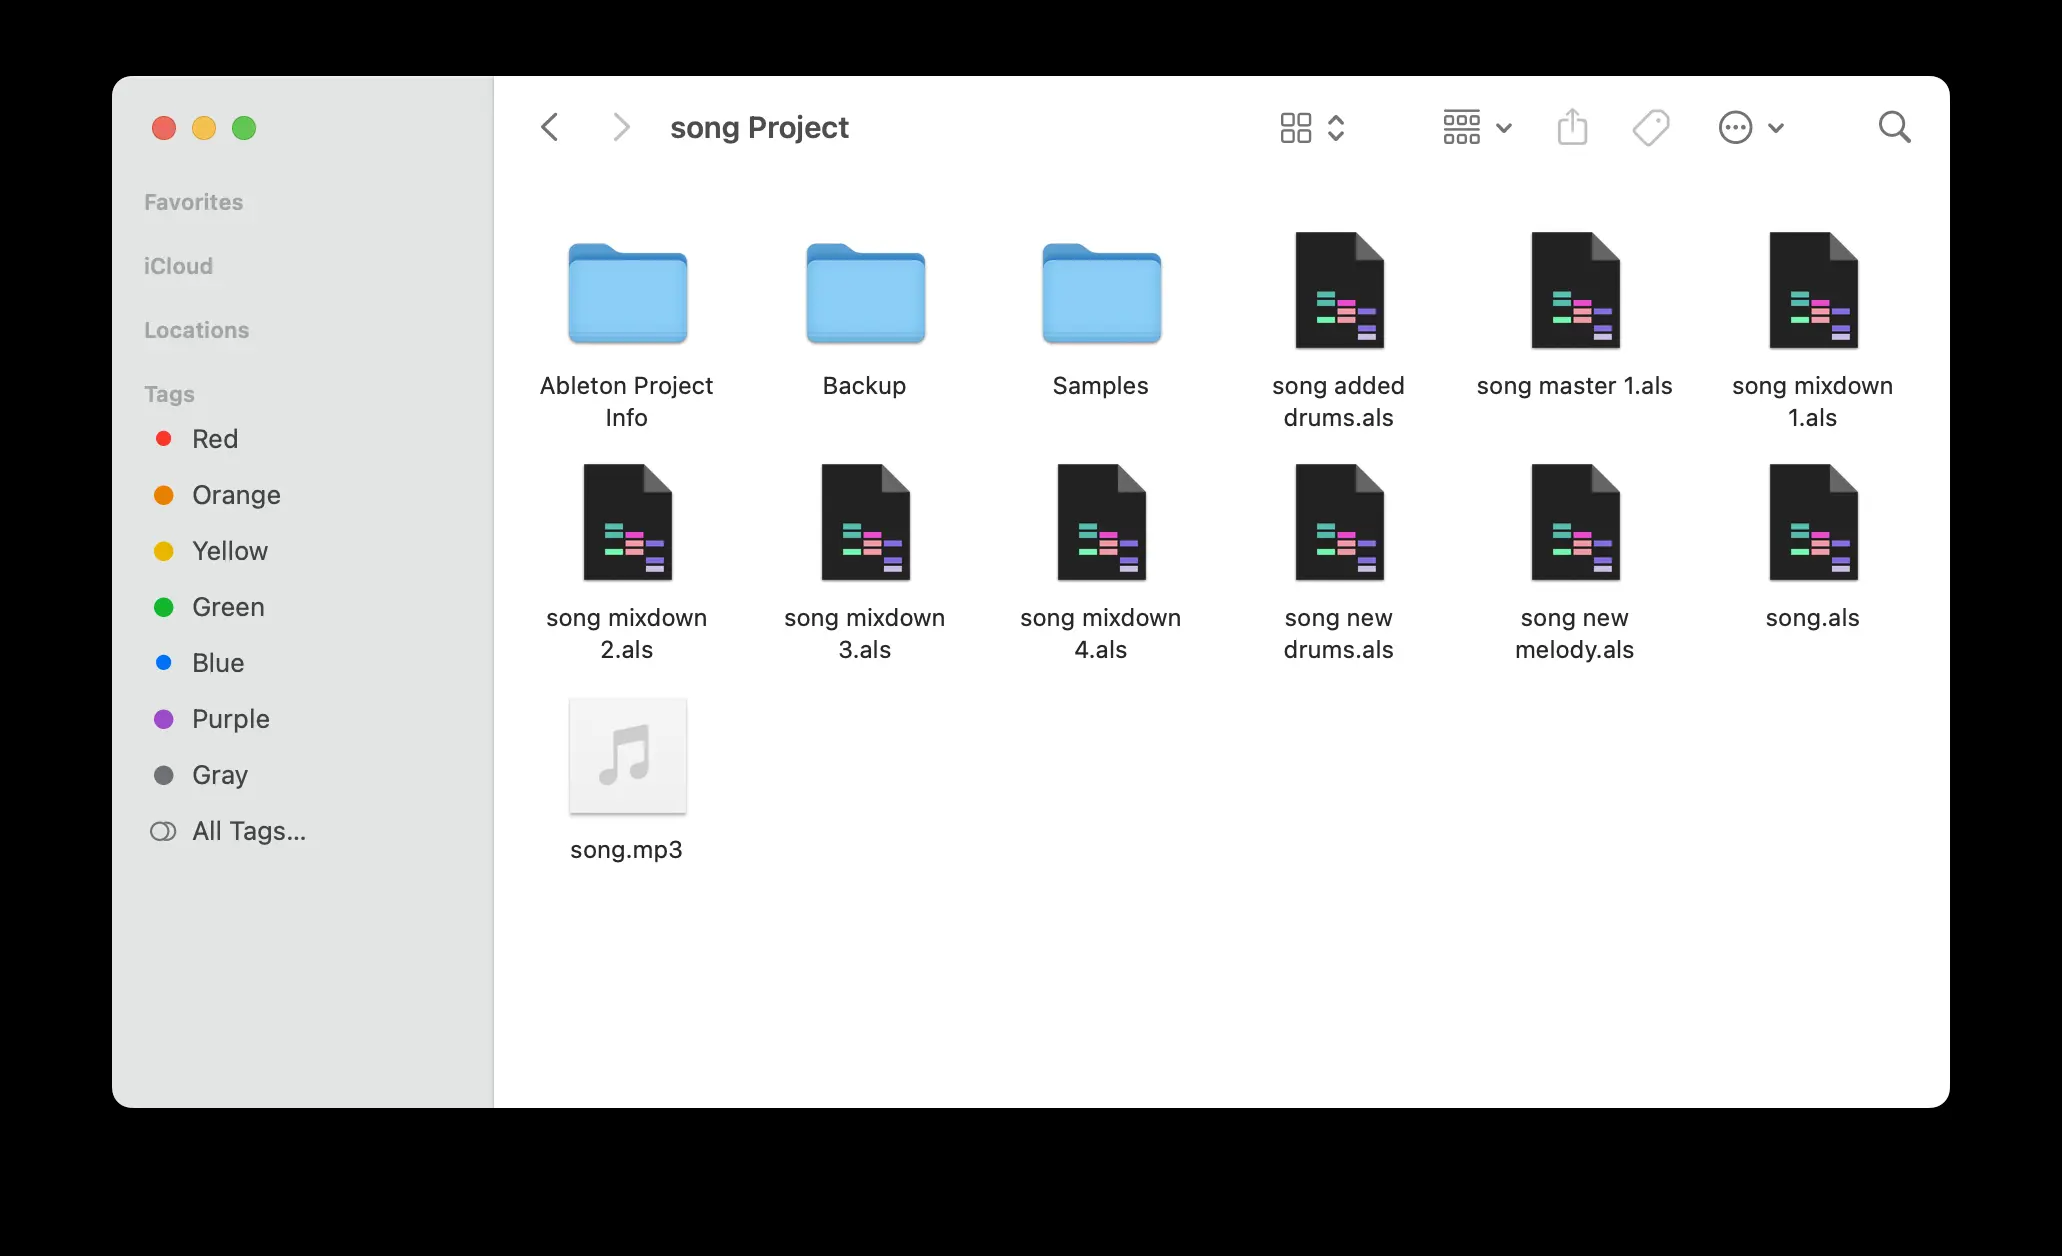 song Project
Favorites
iCloud
Locations
Tags
Red
Orange
Yellow
Green
Blue
Purple
Gray
All Tags...
Ableton Project
Info
Backup
Samples
song added
drums.als
song master 1.als
song mixdown
1.als
song mixdown
2.als
song mixdown
3.als
song mixdown
4.als
song new
drums.als
song new
melody.als
song.als
song.mp3